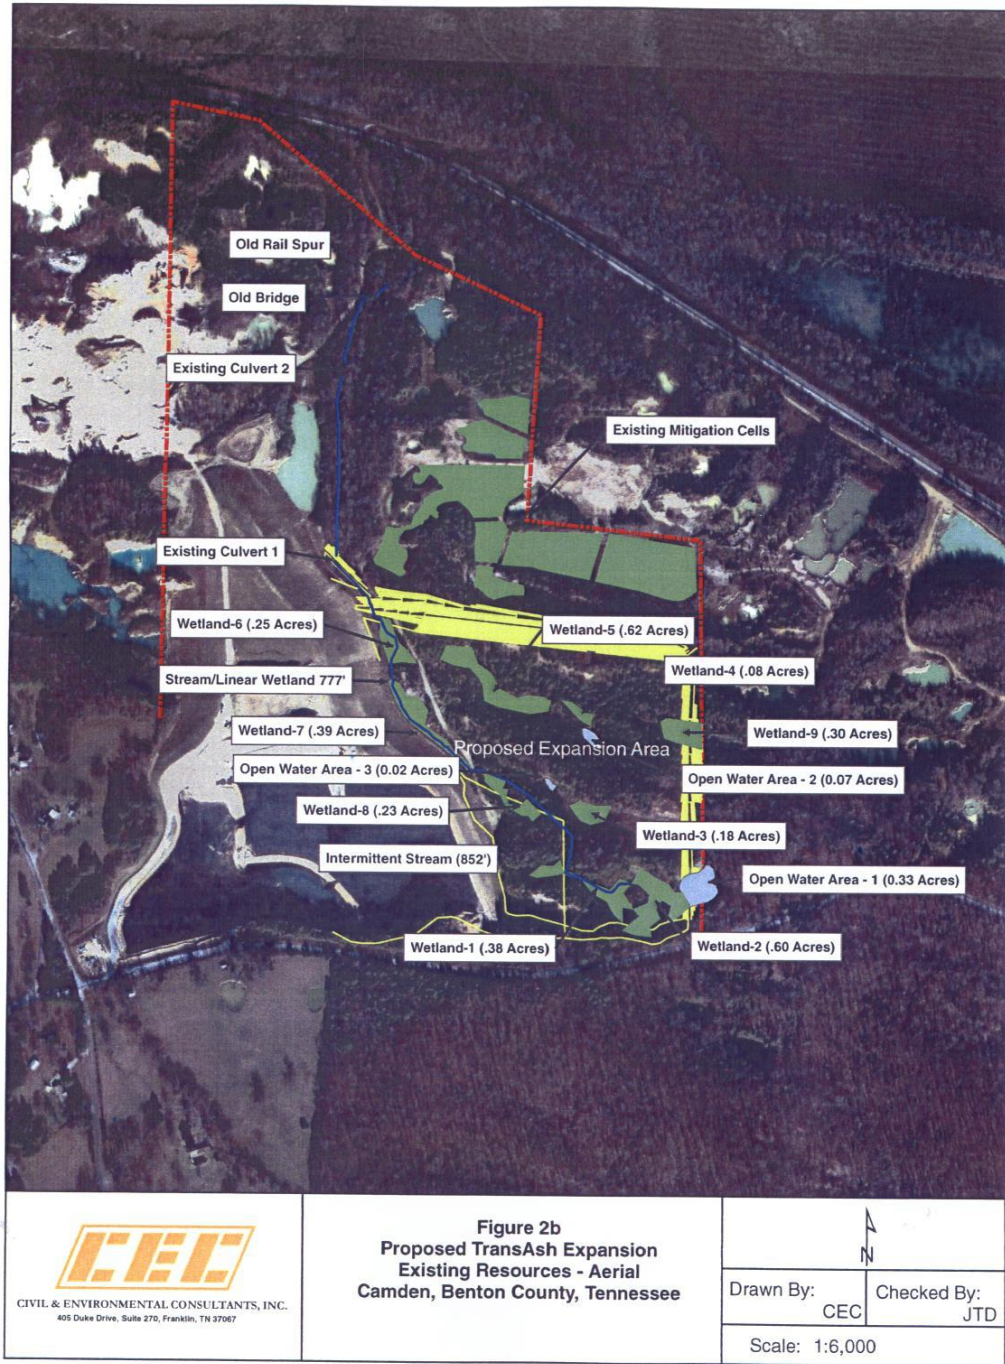 Old Rail Spur
Old Bridge
Existing Culvert 2
Existing Mitigation Cells
Existing Culvert 1
Wetland-6 (.25 Acres)
Wetland-5 (.62 Acres)
Wetland-4 (.08 Acres)
Stream/Linear Wetland 777'
Wetland-7 (.39 Acres)
Wetland-9 (.30 Acres)
Proposed Expansion Area
Open Water Area - 3 (0.02 Acres)
Open Water Area - 2 (0.07 Acres)
Wetland-8 (.23 Acres)
Wetland-3 (.18 Acres)
Intermittent Stream (852')
Open Water Area - 1 (0.33 Acres)
Wetland-1 (.38 Acres)
Wetland-2 (.60 Acres)
CEC
CIVIL & ENVIRONMENTAL CONSULTANTS, INC.
405 Duke Drive, Suite 270, Franklin, TN 37067
Figure 2b
Proposed TransAsh Expansion
Existing Resources - Aerial
Camden, Benton County, Tennessee
N
Drawn By:
CEC
Checked By:
JTD
Scale: 1:6,000